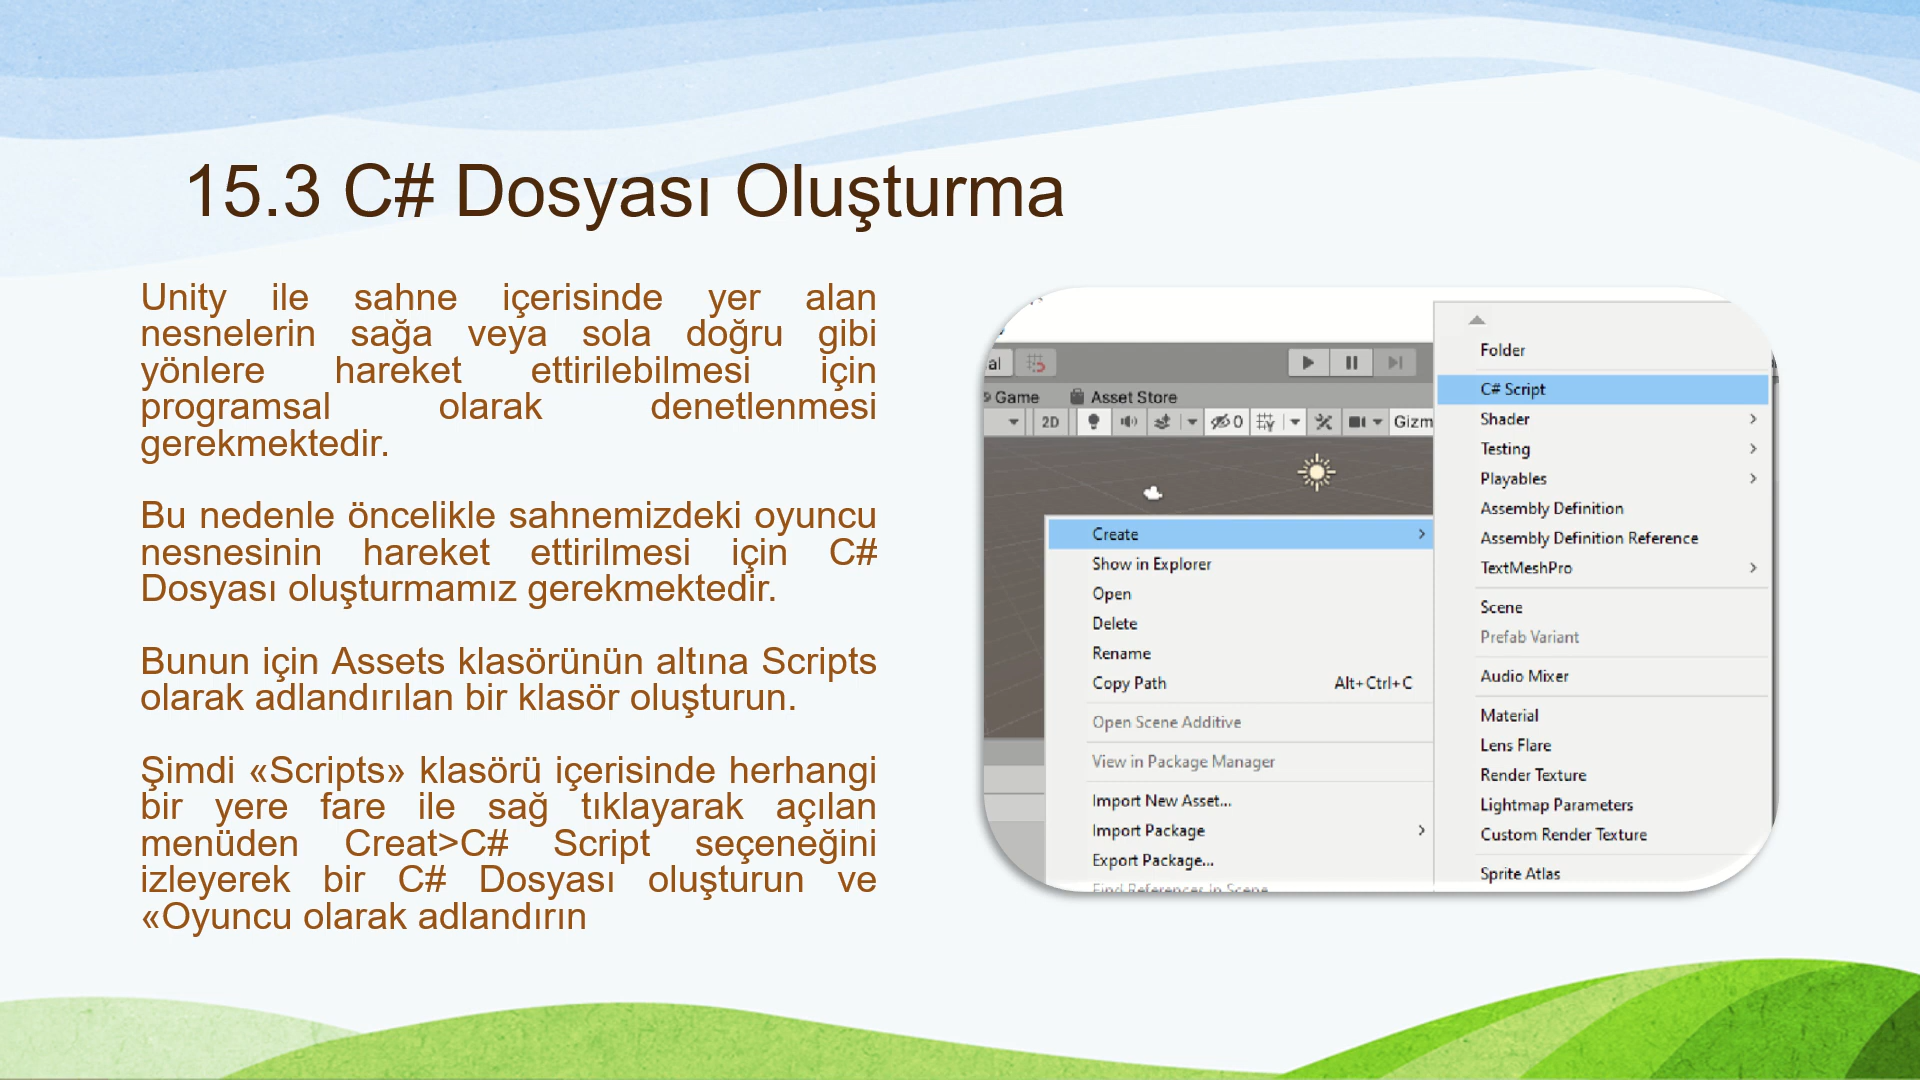 15.3 C# Dosyası Oluşturma
Unity ile sahne içerisinde yer alan
nesnelerin sağa veya sola doğru gibi
yönlere hareket ettirilebilmesi için
programsal olarak denetlenmesi
gerekmektedir.
Bu nedenle öncelikle sahnemizdeki oyuncu
nesnesinin hareket ettirilmesi için C#
Dosyası oluşturmamız gerekmektedir.
Bunun için Assets klasörünün altına Scripts
olarak adlandırılan bir klasör oluşturun.
Şimdi «Scripts» klasörü içerisinde herhangi
bir yere fare ile sağ tıklayarak açılan
menüden Creat>C# Script seçeneğini
izleyerek bir C# Dosyası oluşturun ve
«Oyuncu olarak adlandırın
al
Game
Asset Store
2D
0
Gizm
Create
Show in Explorer
Open
Delete
Rename
Copy Path Alt+Ctrl+C
Open Scene Additive
View in Package Manager
Import New Asset...
Import Package
Export Package...
Find References In Scene
Folder
C# Script
Shader
Testing
Playables
Assembly Definition
Assembly Definition Reference
TextMeshPro
Scene
Prefab Variant
Audio Mixer
Material
Lens Flare
Render Texture
Lightmap Parameters
Custom Render Texture
Sprite Atlas